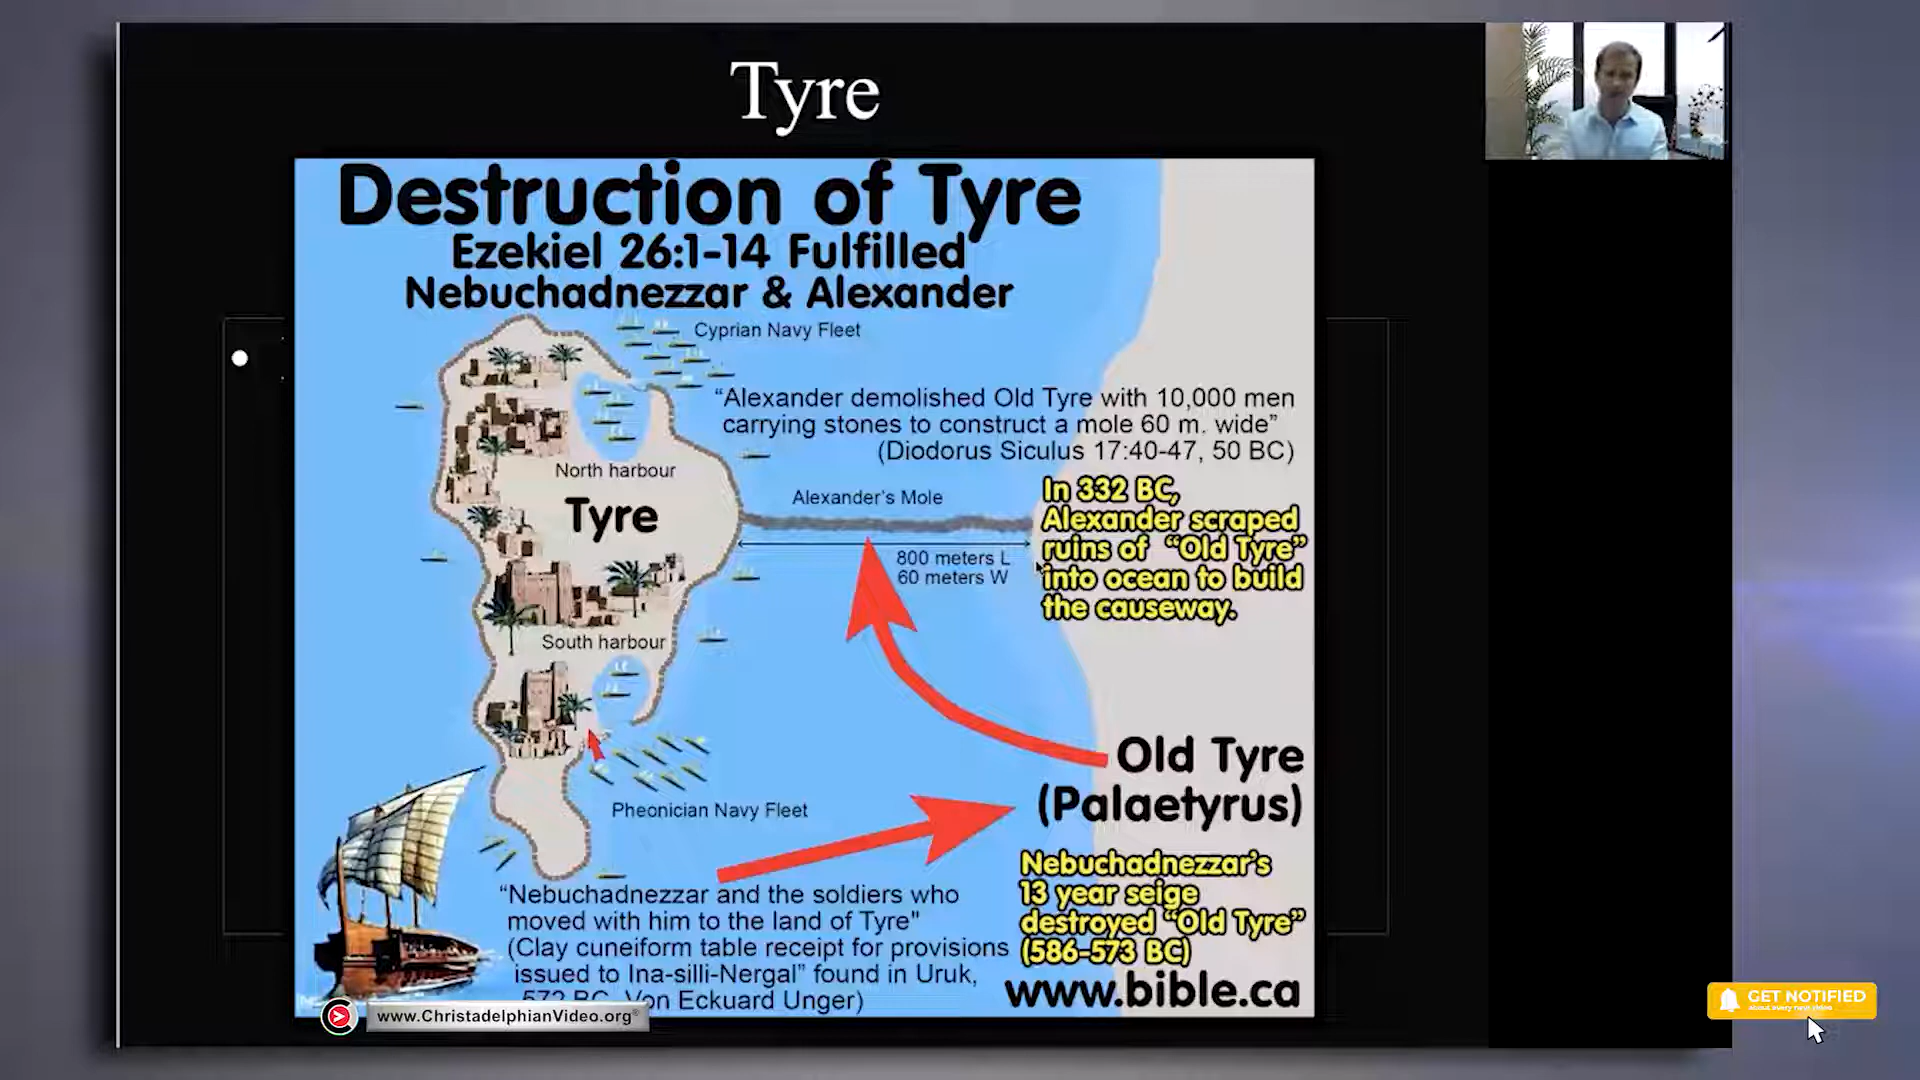 Tyre
Destruction of Tyre
Ezekiel 26:1-14 Fulfilled
Nebuchadnezzar & Alexander
Cyprian Navy Fleet
“Alexander demolished Old Tyre with 10,000 men
carrying stones to construct a mole 60 m. wide”
(Diodorus Siculus 17:40-47, 50 BC)
North harbour
Tyre
Alexander's Mole
800 meters L
60 meters W
In 332 BC,
Alexander scraped
ruins of “Old Tyre”
into ocean to build
the causeway.
South harbour
Old Tyre
(Palaetyrus)
Pheonician Navy Fleet
Nebuchadnezzar's
13 year seige
destroyed “Old Tyre”
(586-573 BC)
“Nebuchadnezzar and the soldiers who
moved with him to the land of Tyre"
(Clay cuneiform table receipt for provisions
issued to Ina-silli-Nergal” found in Uruk,
572 BC, Von Eckuard Unger)
www.bible.ca
www.ChristadelphianVideo.org®
GET NOTIFIED
about every new video